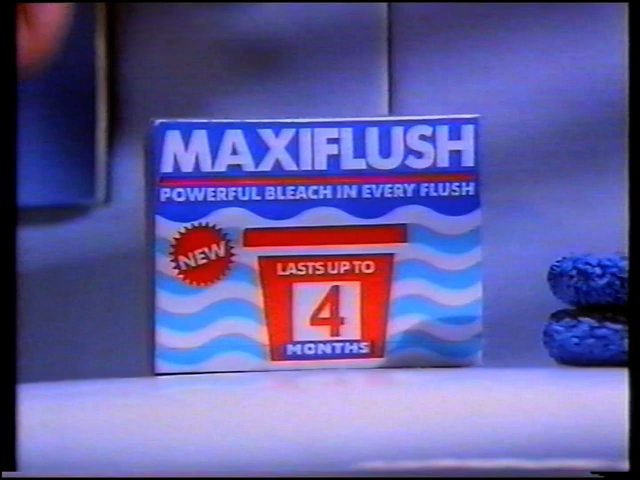 MAXIFLUSH
POWERFUL BLEACH IN EVERY FLUSH
NEW
LASTS UP TO
4
MONTHS